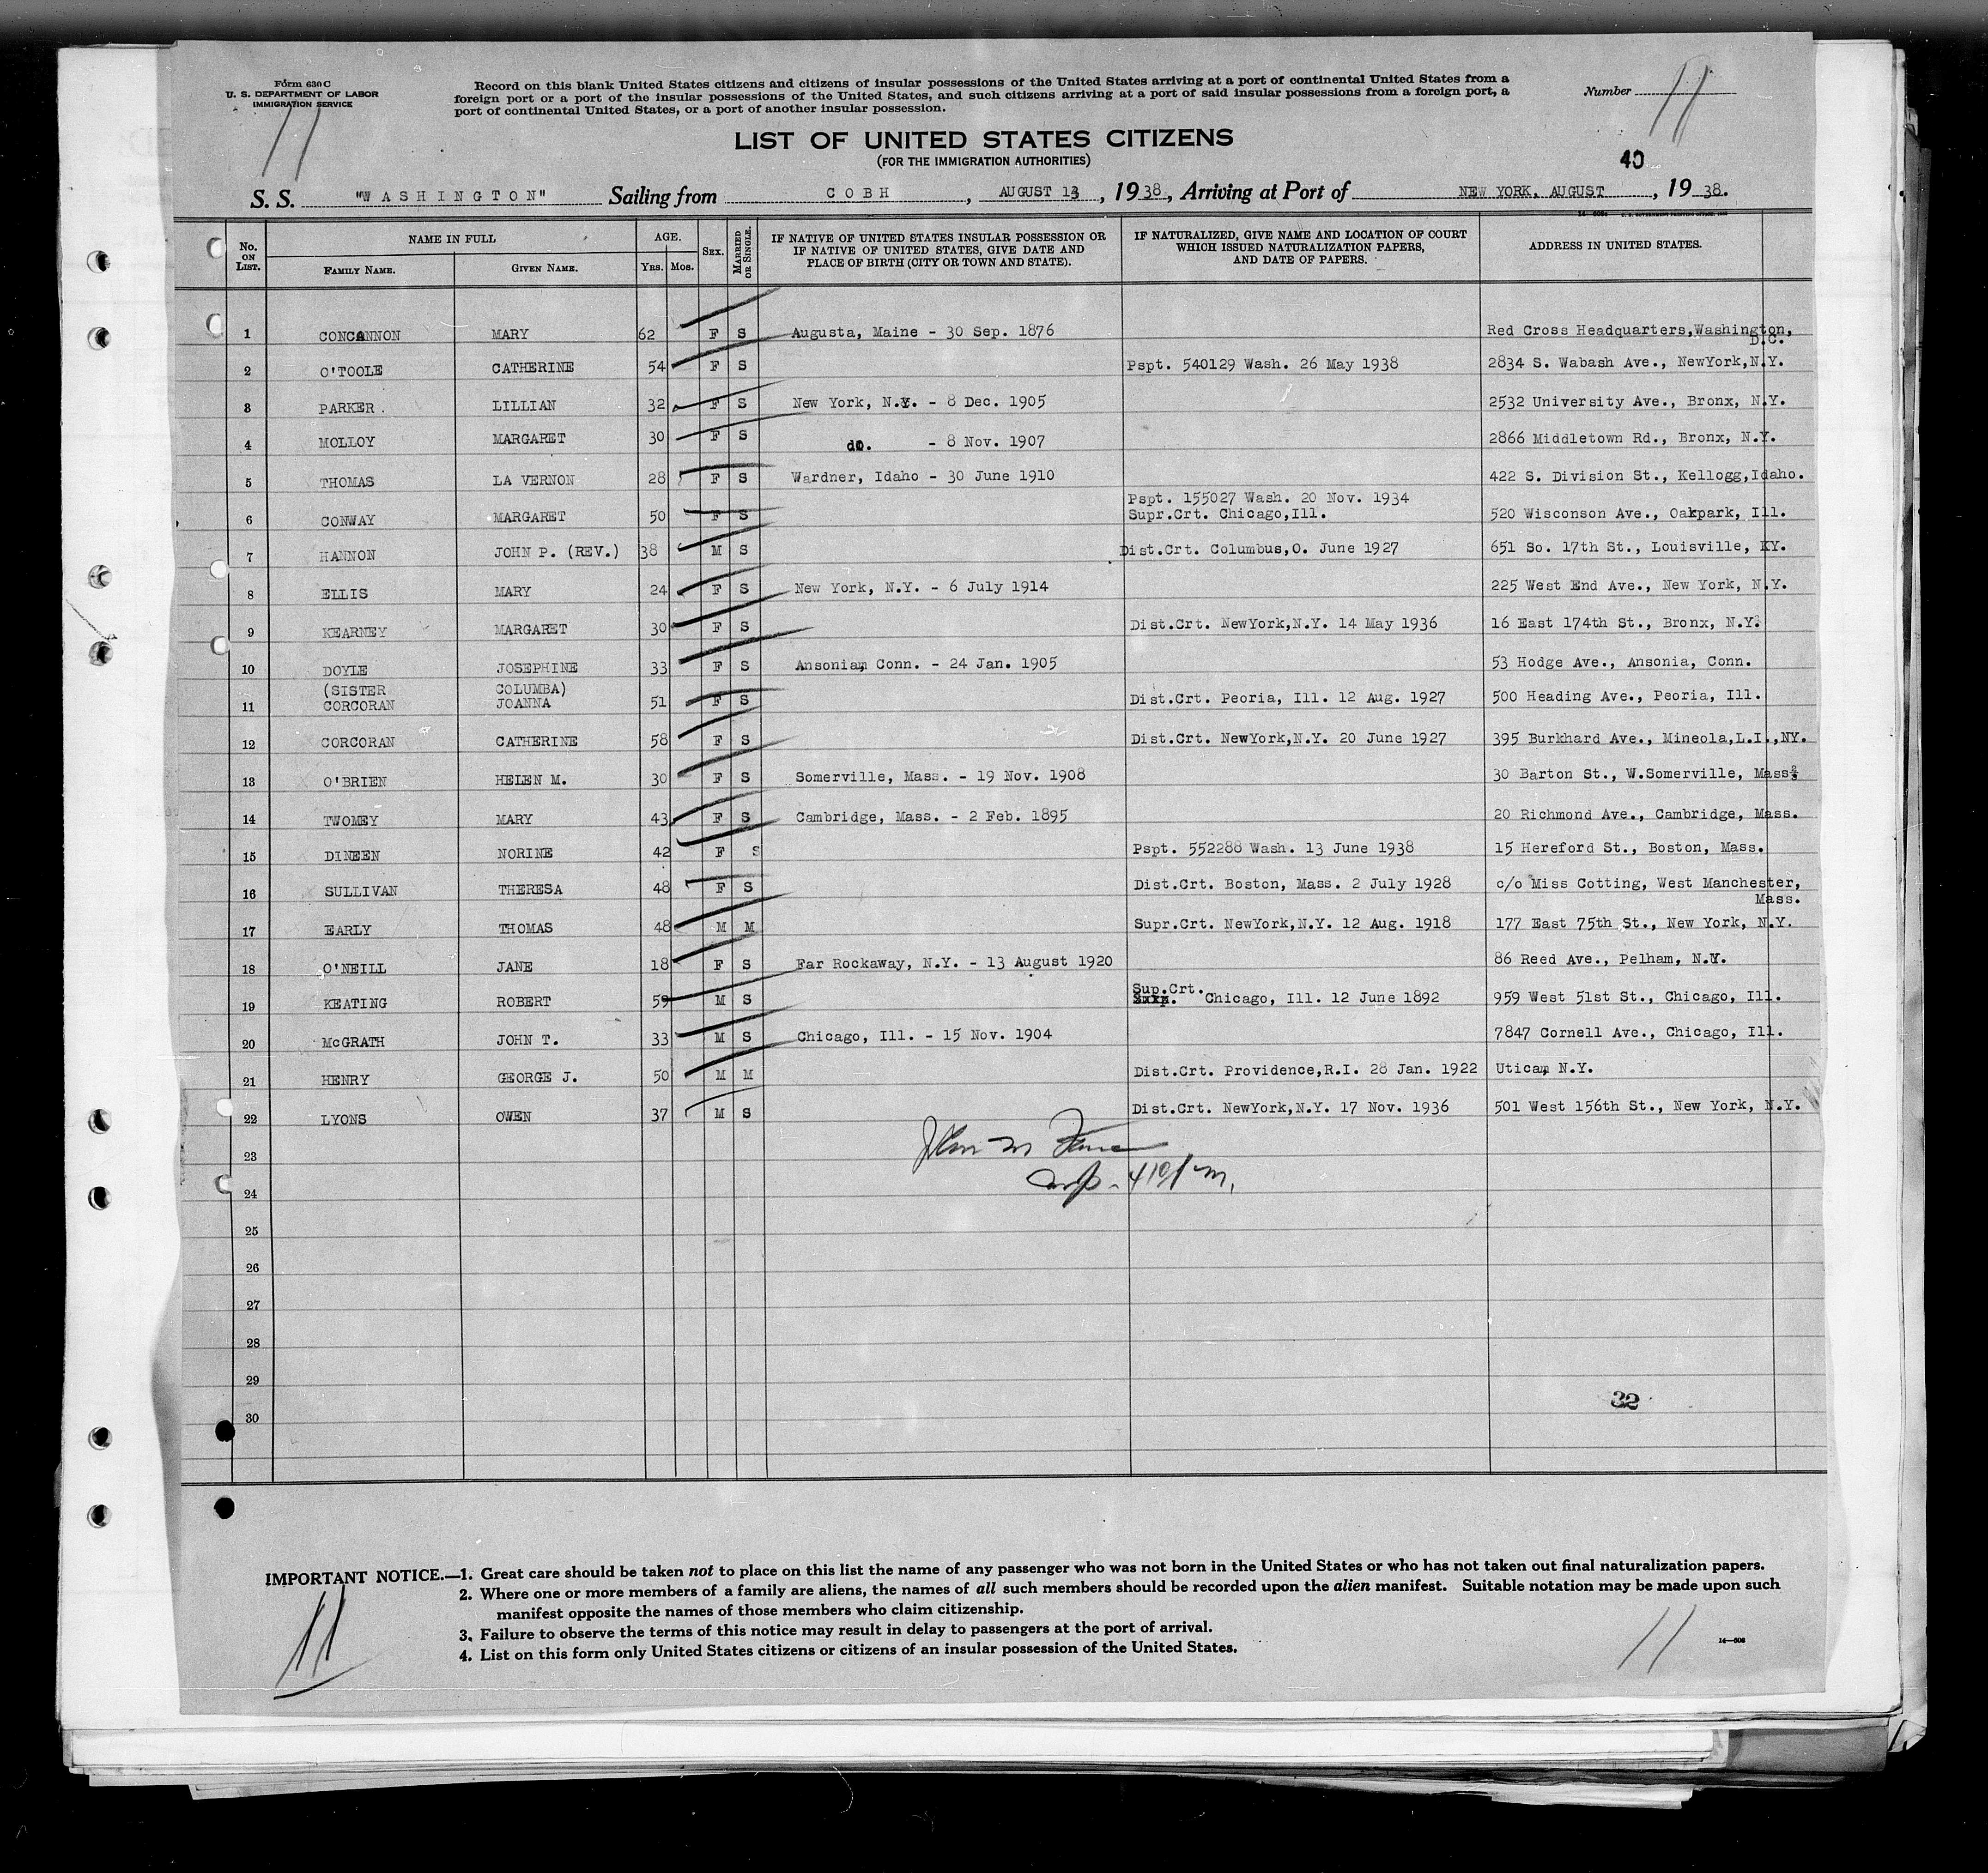 Form 630 C
U. S. DEPARTMENT OF LABOR
IMMIGRATION SERVICE
11
Record on this blank United States citizens and citizens of insular possessions of the United States arriving at a port of continental United States from a
foreign port or a port of the insular possessions of the United States, and such citizens arriving at a port of said insular possessions from a foreign port, a
port of continental United States, or a port of another insular possession.
Number 11
LIST OF UNITED STATES CITIZENS
(FOR THE IMMIGRATION AUTHORITIES)
40
S. S. "WASHINGTON" Sailing from COBH, AUGUST 13, 1938, Arriving at Port of NEW YORK, AUGUST, 1938.
No. ON LIST. NAME IN FULL FAMILY NAME. GIVEN NAME. AGE. YRS. MOS. SEX. MARRIED OR SINGLE. IF NATIVE OF UNITED STATES INSULAR POSSESSION OR IF NATIVE OF UNITED STATES, GIVE DATE AND PLACE OF BIRTH (CITY OR TOWN AND STATE). IF NATURALIZED, GIVE NAME AND LOCATION OF COURT WHICH ISSUED NATURALIZATION PAPERS, AND DATE OF PAPERS. ADDRESS IN UNITED STATES.
1 CONCANNON MARY 62 F S Augusta, Maine - 30 Sep. 1876 Red Cross Headquarters,Washington, D.C.
2 O'TOOLE CATHERINE 54 F S Pspt. 540129 Wash. 26 May 1938 2834 S. Wabash Ave., NewYork,N.Y.
3 PARKER LILLIAN 32 F S New York, N.Y. - 8 Dec. 1905 2532 University Ave., Bronx, N.Y.
4 MOLLOY MARGARET 30 F S do. - 8 Nov. 1907 2866 Middletown Rd., Bronx, N.Y.
5 THOMAS LA VERNON 28 F S Wardner, Idaho - 30 June 1910 422 S. Division St., Kellogg,Idaho.
6 CONWAY MARGARET 50 F S Pspt. 155027 Wash. 20 Nov. 1934 Supr.Crt. Chicago,Ill. 520 Wisconson Ave., Oakpark, Ill.
7 HANNON JOHN P. (REV.) 38 M S Dist.Crt. Columbus,O. June 1927 651 So. 17th St., Louisville, KY.
8 ELLIS MARY 24 F S New York, N.Y. - 6 July 1914 225 West End Ave., New York, N.Y.
9 KEARNEY MARGARET 30 F S Dist.Crt. NewYork,N.Y. 14 May 1936 16 East 174th St., Bronx, N.Y.
10 DOYLE JOSEPHINE 33 F S Ansonia, Conn. - 24 Jan. 1905 53 Hodge Ave., Ansonia, Conn.
(SISTER COLUMBA)
11 CORCORAN JOANNA 51 F S Dist.Crt. Peoria, Ill. 12 Aug. 1927 500 Heading Ave., Peoria, Ill.
12 CORCORAN CATHERINE 58 F S Dist.Crt. NewYork,N.Y. 20 June 1927 395 Burkhard Ave., Mineola,L.I.,NY.
13 O'BRIEN HELEN M. 30 F S Somerville, Mass. - 19 Nov. 1908 30 Barton St., W.Somerville, Mass.
14 TWOMEY MARY 43 F S Cambridge, Mass. - 2 Feb. 1895 20 Richmond Ave., Cambridge, Mass.
15 DINEEN NORINE 42 F S Pspt. 552288 Wash. 13 June 1938 15 Hereford St., Boston, Mass.
16 SULLIVAN THERESA 48 F S Dist.Crt. Boston, Mass. 2 July 1928 c/o Miss Cotting, West Manchester, Mass.
17 EARLY THOMAS 48 M M Supr.Crt. NewYork,N.Y. 12 Aug. 1918 177 East 75th St., New York, N.Y.
18 O'NEILL JANE 18 F S Far Rockaway, N.Y. - 13 August 1920 86 Reed Ave., Pelham, N.Y.
19 KEATING ROBERT 59 M S Sup.Crt. Chicago, Ill. 12 June 1892 959 West 51st St., Chicago, Ill.
20 McGRATH JOHN T. 33 M S Chicago, Ill. - 15 Nov. 1904 7847 Cornell Ave., Chicago, Ill.
21 HENRY GEORGE J. 50 M M Dist.Crt. Providence,R.I. 28 Jan. 1922 Utica, N.Y.
22 LYONS OWEN 37 M S Dist.Crt. NewYork,N.Y. 17 Nov. 1936 501 West 156th St., New York, N.Y.
23
24
25
26
27
28
29
30
32
IMPORTANT NOTICE.—1. Great care should be taken not to place on this list the name of any passenger who was not born in the United States or who has not taken out final naturalization papers.
2. Where one or more members of a family are aliens, the names of all such members should be recorded upon the alien manifest. Suitable notation may be made upon such
manifest opposite the names of those members who claim citizenship.
3. Failure to observe the terms of this notice may result in delay to passengers at the port of arrival.
4. List on this form only United States citizens or citizens of an insular possession of the United States.
11
11
14—606